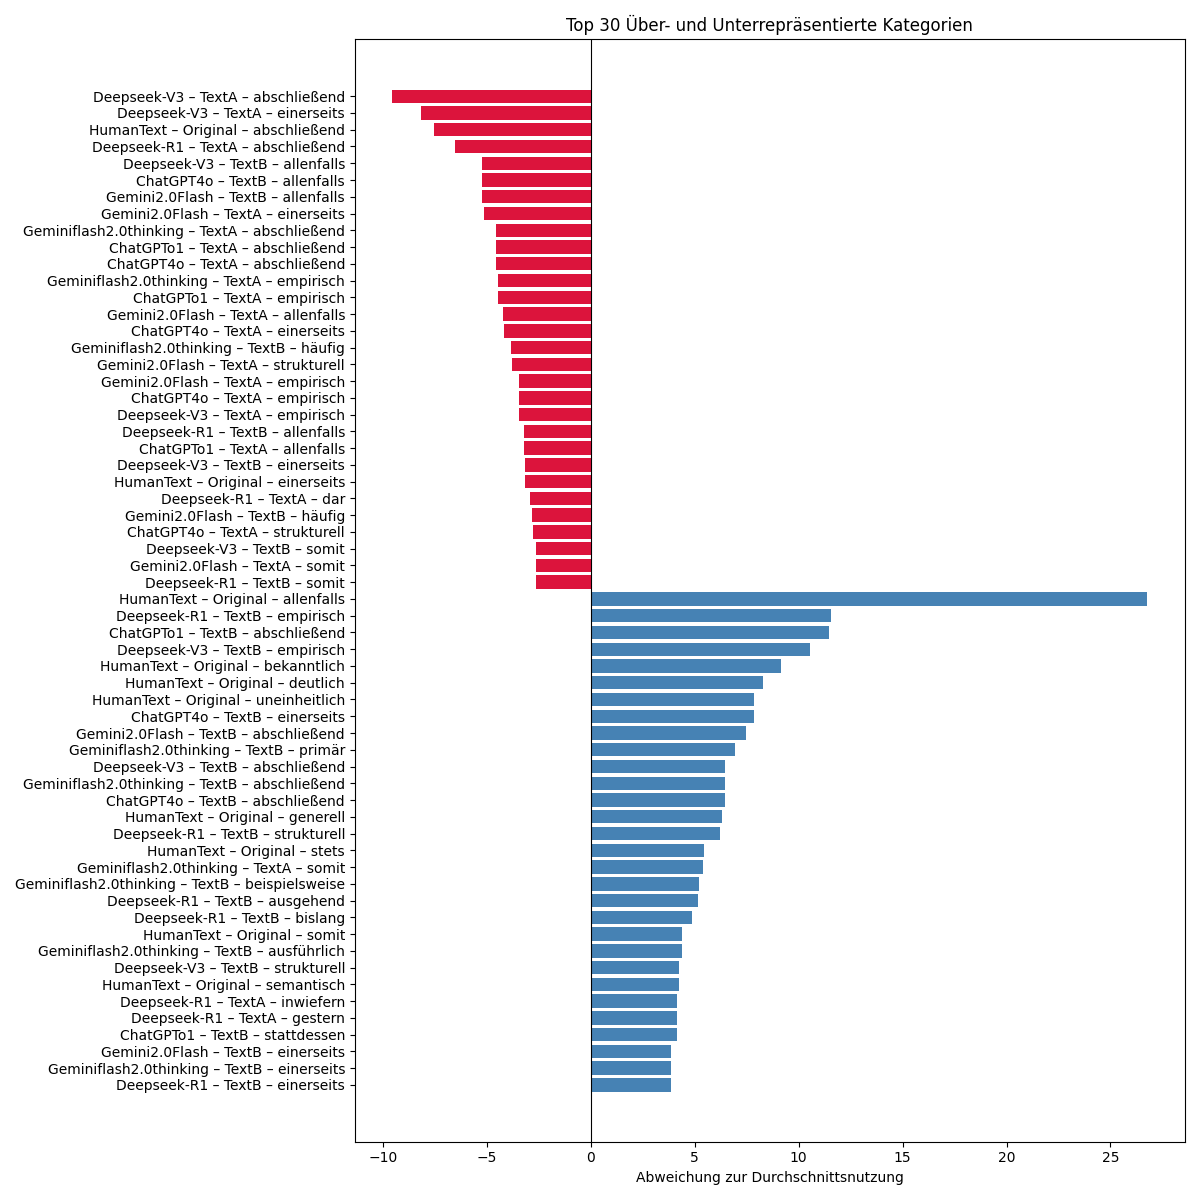 Top 30 Über- und Unterrepräsentierte Kategorien
Deepseek-V3 – TextA – abschließend
Deepseek-V3 – TextA – einerseits
HumanText – Original – abschließend
Deepseek-R1 – TextA – abschließend
Deepseek-V3 – TextB – allenfalls
ChatGPT4o – TextB – allenfalls
Gemini2.0Flash – TextB – allenfalls
Gemini2.0Flash – TextA – einerseits
Geminiflash2.0thinking – TextA – abschließend
ChatGPTo1 – TextA – abschließend
ChatGPT4o – TextA – abschließend
Geminiflash2.0thinking – TextA – empirisch
ChatGPTo1 – TextA – empirisch
Gemini2.0Flash – TextA – allenfalls
ChatGPT4o – TextA – einerseits
Geminiflash2.0thinking – TextB – häufig
Gemini2.0Flash – TextA – strukturell
Gemini2.0Flash – TextA – empirisch
ChatGPT4o – TextA – empirisch
Deepseek-V3 – TextA – empirisch
Deepseek-R1 – TextB – allenfalls
ChatGPTo1 – TextA – allenfalls
Deepseek-V3 – TextB – einerseits
HumanText – Original – einerseits
Deepseek-R1 – TextA – dar
Gemini2.0Flash – TextB – häufig
ChatGPT4o – TextA – strukturell
Deepseek-V3 – TextB – somit
Gemini2.0Flash – TextA – somit
Deepseek-R1 – TextB – somit
HumanText – Original – allenfalls
Deepseek-R1 – TextB – empirisch
ChatGPTo1 – TextB – abschließend
Deepseek-V3 – TextB – empirisch
HumanText – Original – bekanntlich
HumanText – Original – deutlich
HumanText – Original – uneinheitlich
ChatGPT4o – TextB – einerseits
Gemini2.0Flash – TextB – abschließend
Geminiflash2.0thinking – TextB – primär
Deepseek-V3 – TextB – abschließend
Geminiflash2.0thinking – TextB – abschließend
ChatGPT4o – TextB – abschließend
HumanText – Original – generell
Deepseek-R1 – TextB – strukturell
HumanText – Original – stets
Geminiflash2.0thinking – TextA – somit
Geminiflash2.0thinking – TextB – beispielsweise
Deepseek-R1 – TextB – ausgehend
Deepseek-R1 – TextB – bislang
HumanText – Original – somit
Geminiflash2.0thinking – TextB – ausführlich
Deepseek-V3 – TextB – strukturell
HumanText – Original – semantisch
Deepseek-R1 – TextA – inwiefern
Deepseek-R1 – TextA – gestern
ChatGPTo1 – TextB – stattdessen
Gemini2.0Flash – TextB – einerseits
Geminiflash2.0thinking – TextB – einerseits
Deepseek-R1 – TextB – einerseits
−10 −5 0 5 10 15 20 25
Abweichung zur Durchschnittsnutzung